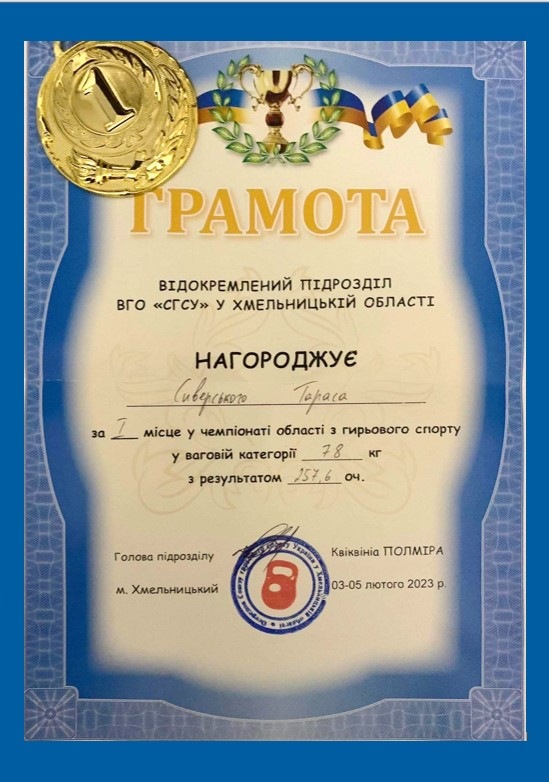 1
ГРАМОТА
ВІДОКРЕМЛЕНИЙ ПІДРОЗДІЛ
ВГО «СГСУ» У ХМЕЛЬНИЦЬКІЙ ОБЛАСТІ
НАГОРОДЖУЄ
Сиверського Тараса
за I місце у чемпіонаті області з гирьового спорту
у ваговій категорії 78 кг
з результатом 257,6 оч.
Голова підрозділу Квіквініа ПОЛМІРА
м. Хмельницький 03-05 лютого 2023 р.